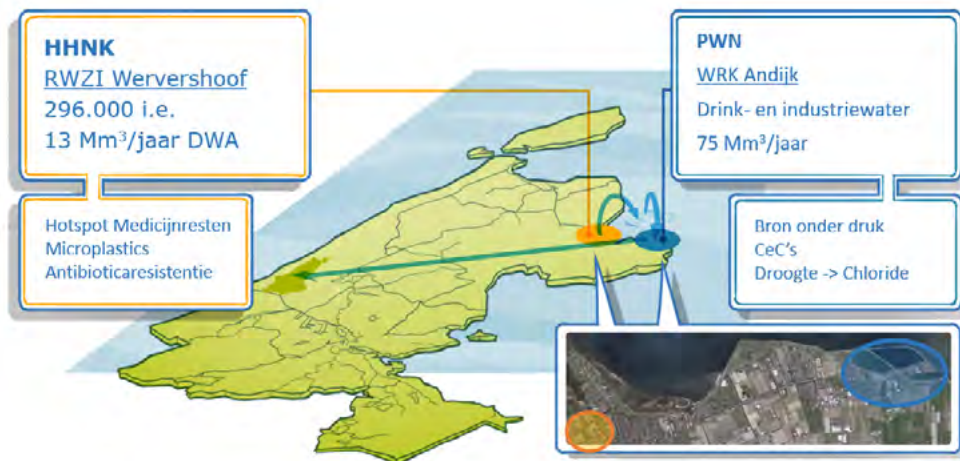 HHNK
RWZI Wervershoof
296.000 i.e.
13 Mm³/jaar DWA
Hotspot Medicijnresten
Microplastics
Antibioticaresistentie
PWN
WRK Andijk
Drink- en industriewater
75 Mm³/jaar
Bron onder druk
CeC's
Droogte -> Chloride